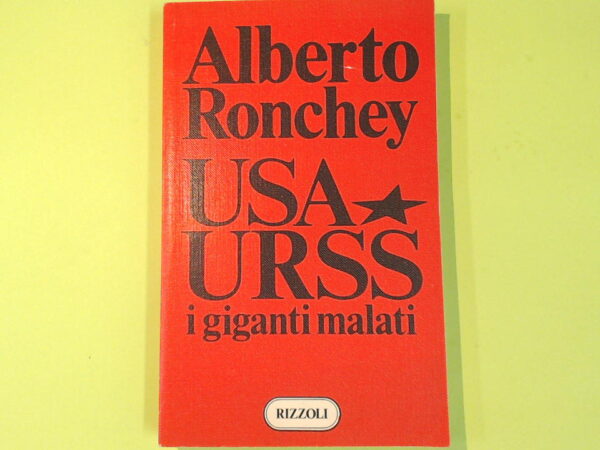 Alberto
Ronchey
USA★
URSS
i giganti malati
RIZZOLI